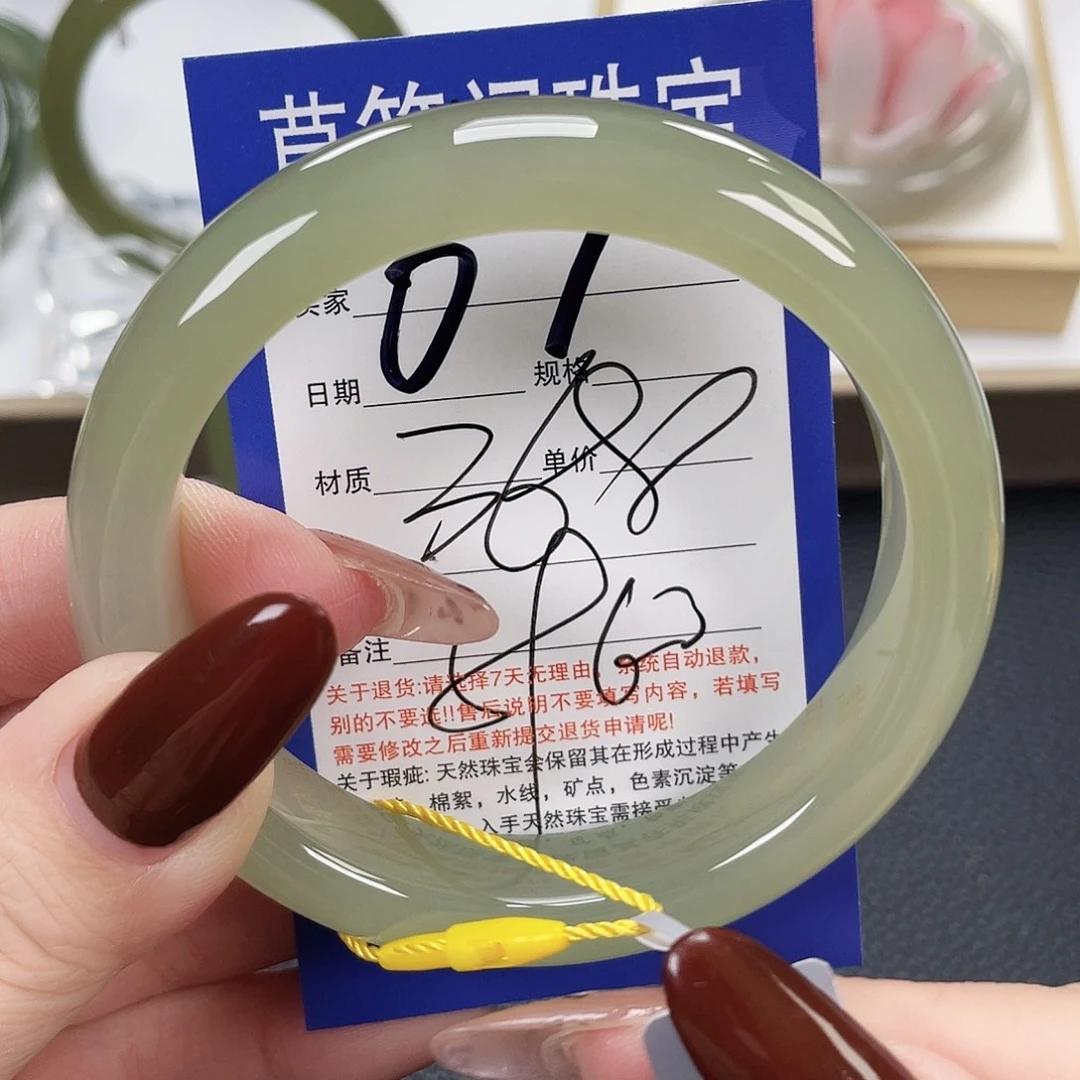 珠宝
卖家 01
日期 规格
材质 单价
3688
备注
关于退货:请选择7天无理由，系统自动退款，
别的不要选!!售后说明不要填写内容，若填写
需要修改之后重新提交退货申请呢!
关于瑕疵: 天然珠宝会保留其在形成过程中产生
棉絮，水线，矿点，色素沉淀等
入手天然珠宝需接受